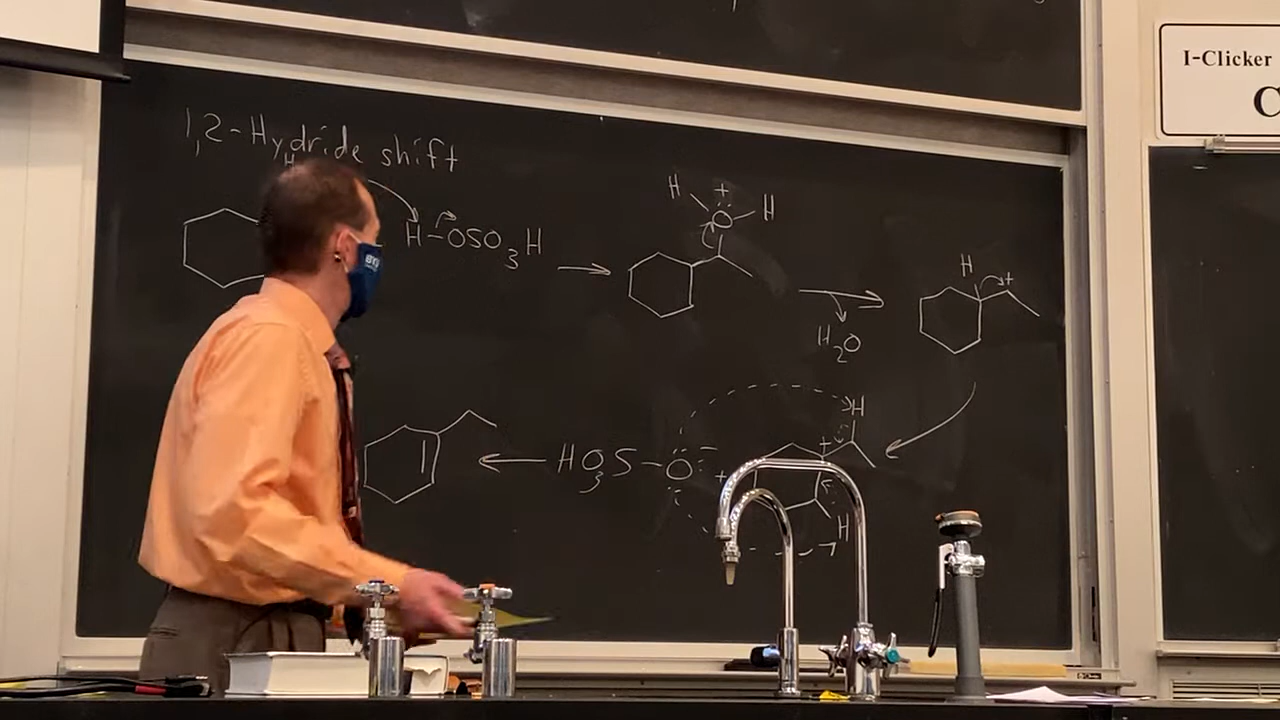 1,2-Hydride shift
H
H-OSO3H
H + H
O
H2O
H
+
HO3S-O
-
+
+
H
H
I-Clicker
C